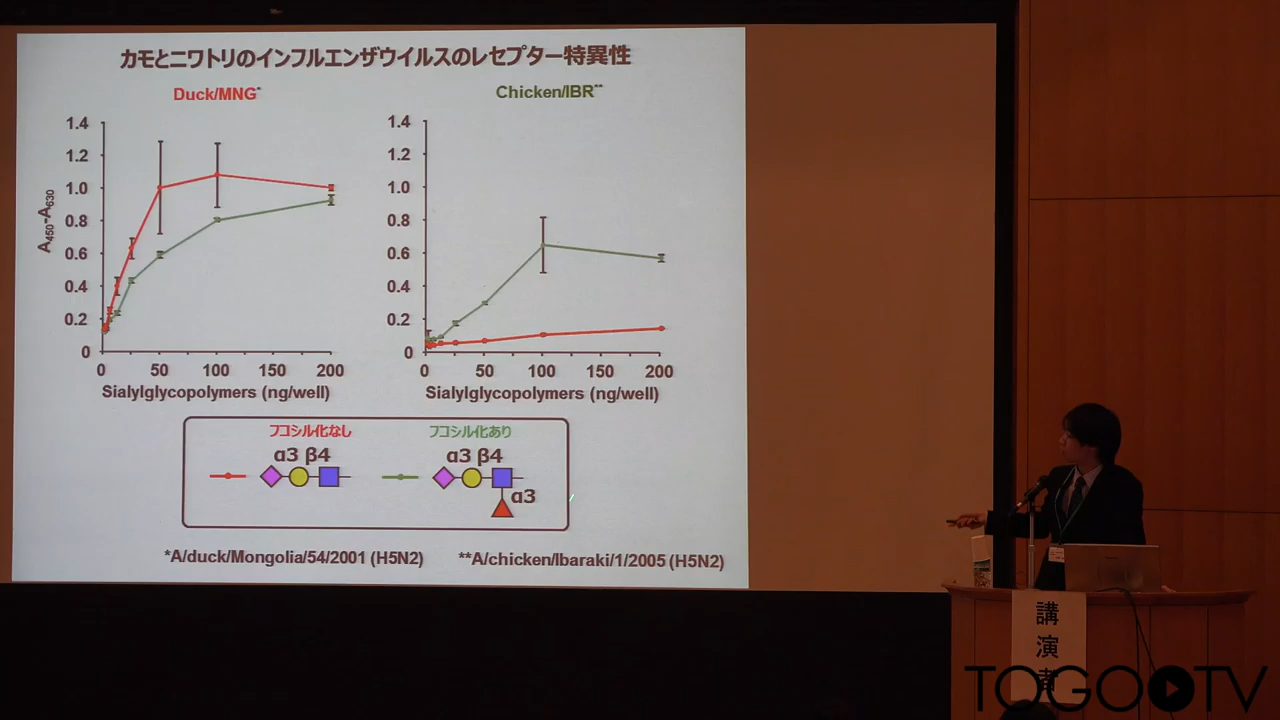 カモとニワトリのインフルエンザウイルスのレセプター特異性
Duck/MNG*
Chicken/IBR**
1.4
1.2
1.0
0.8
0.6
0.4
0.2
0
A450-A630
0 50 100 150 200
Sialylglycopolymers (ng/well)
1.4
1.2
1.0
0.8
0.6
0.4
0.2
0
0 50 100 150 200
Sialylglycopolymers (ng/well)
フコシル化なし
α3 β4
フコシル化あり
α3 β4
α3
*A/duck/Mongolia/54/2001 (H5N2)
**A/chicken/Ibaraki/1/2005 (H5N2)
講
演
者
TOGOTV